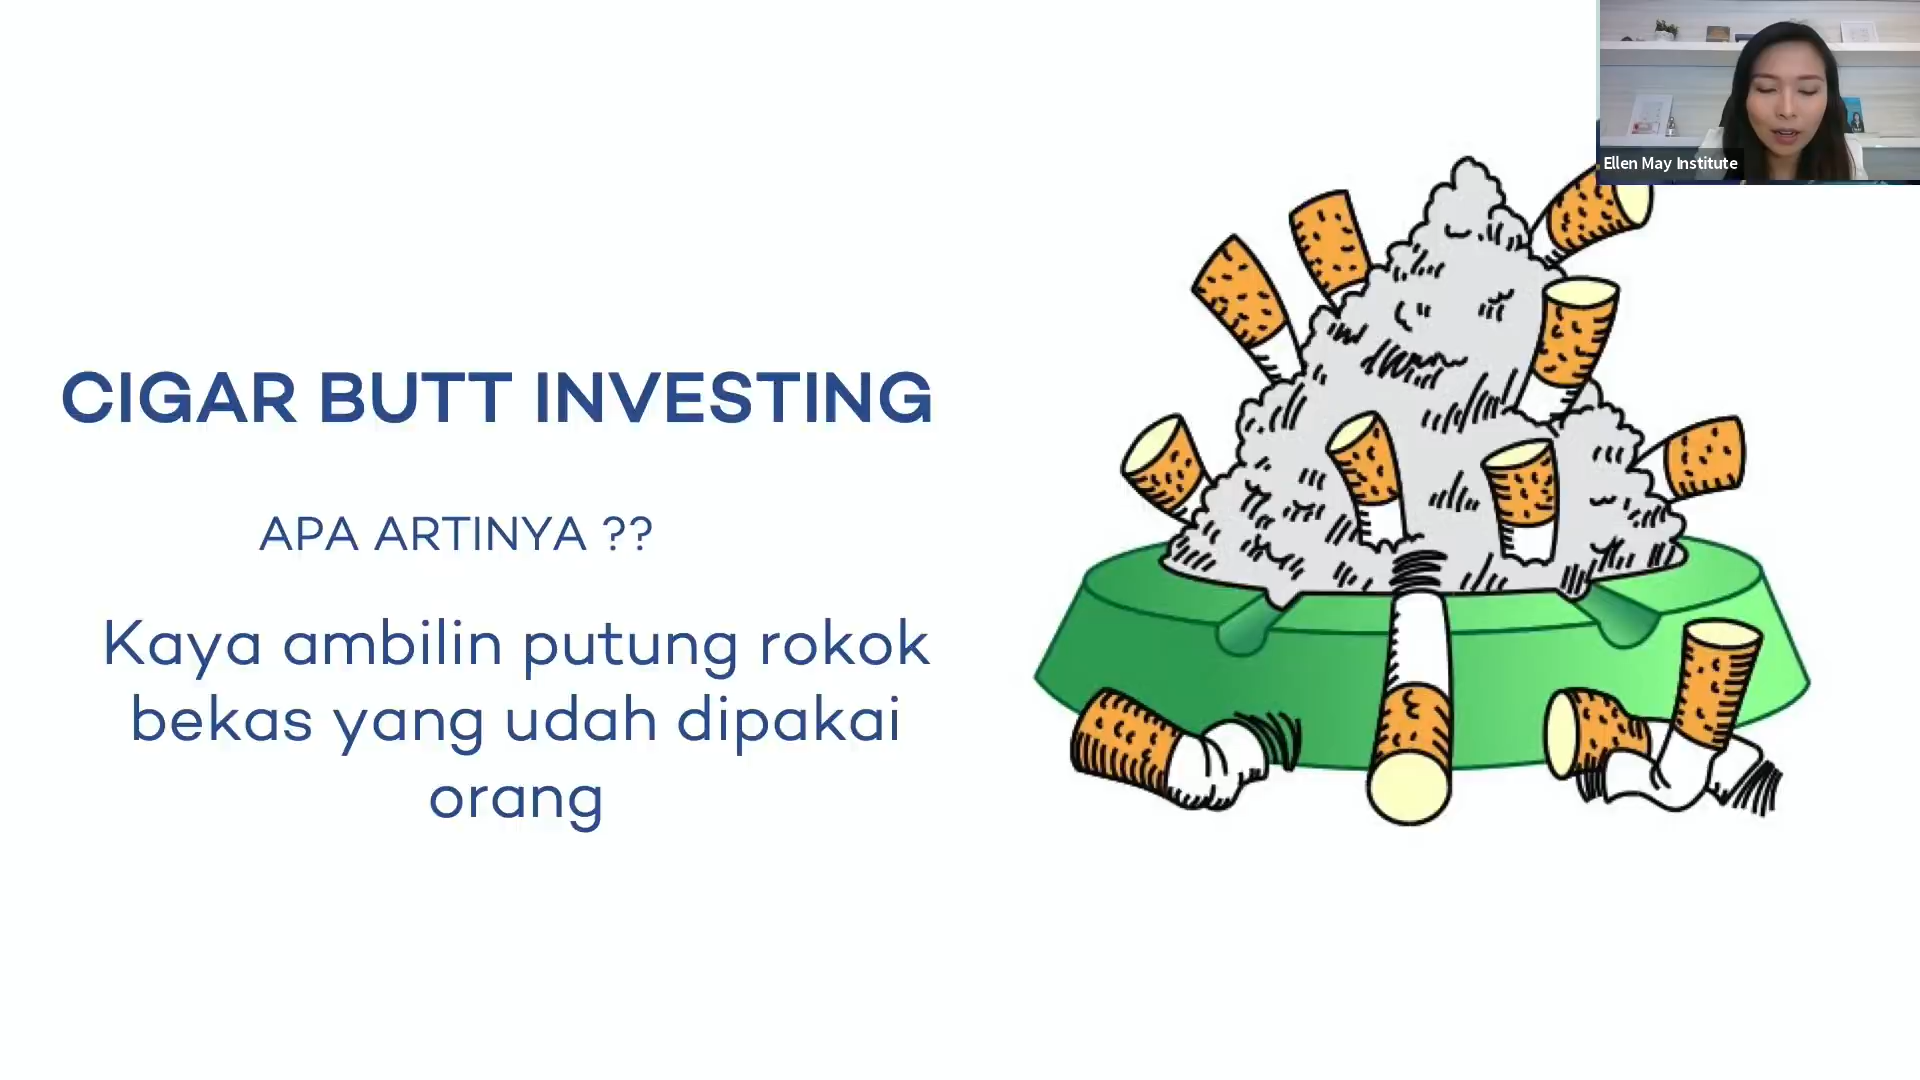 Ellen May Institute
CIGAR BUTT INVESTING
APA ARTINYA ??
Kaya ambilin putung rokok
bekas yang udah dipakai
orang